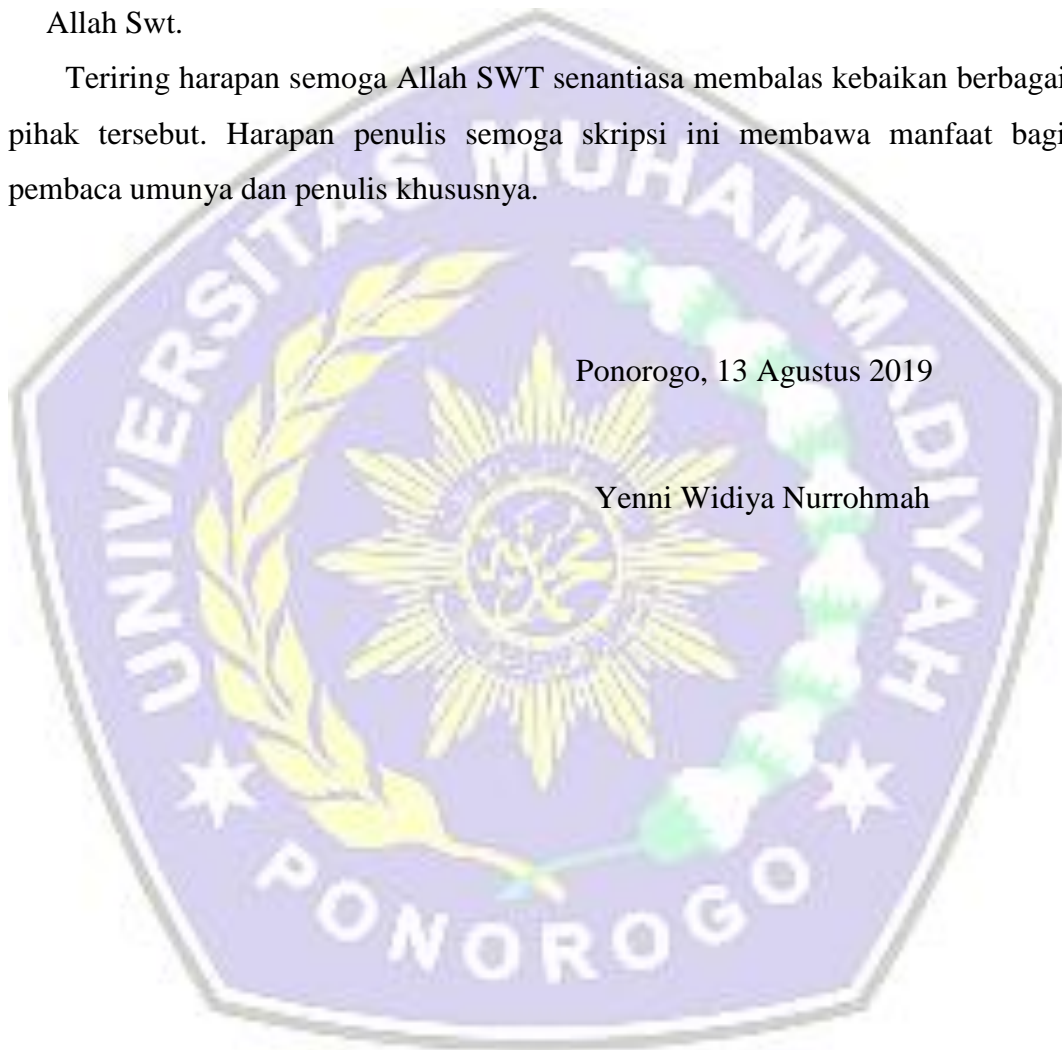 Allah Swt.
Teriring harapan semoga Allah SWT senantiasa membalas kebaikan berbagai
pihak tersebut. Harapan penulis semoga skripsi ini membawa manfaat bagi
pembaca umunya dan penulis khususnya.
Ponorogo, 13 Agustus 2019
Yenni Widiya Nurrohmah
UNIVERSITAS MUHAMMADIYAH
PONOROGO